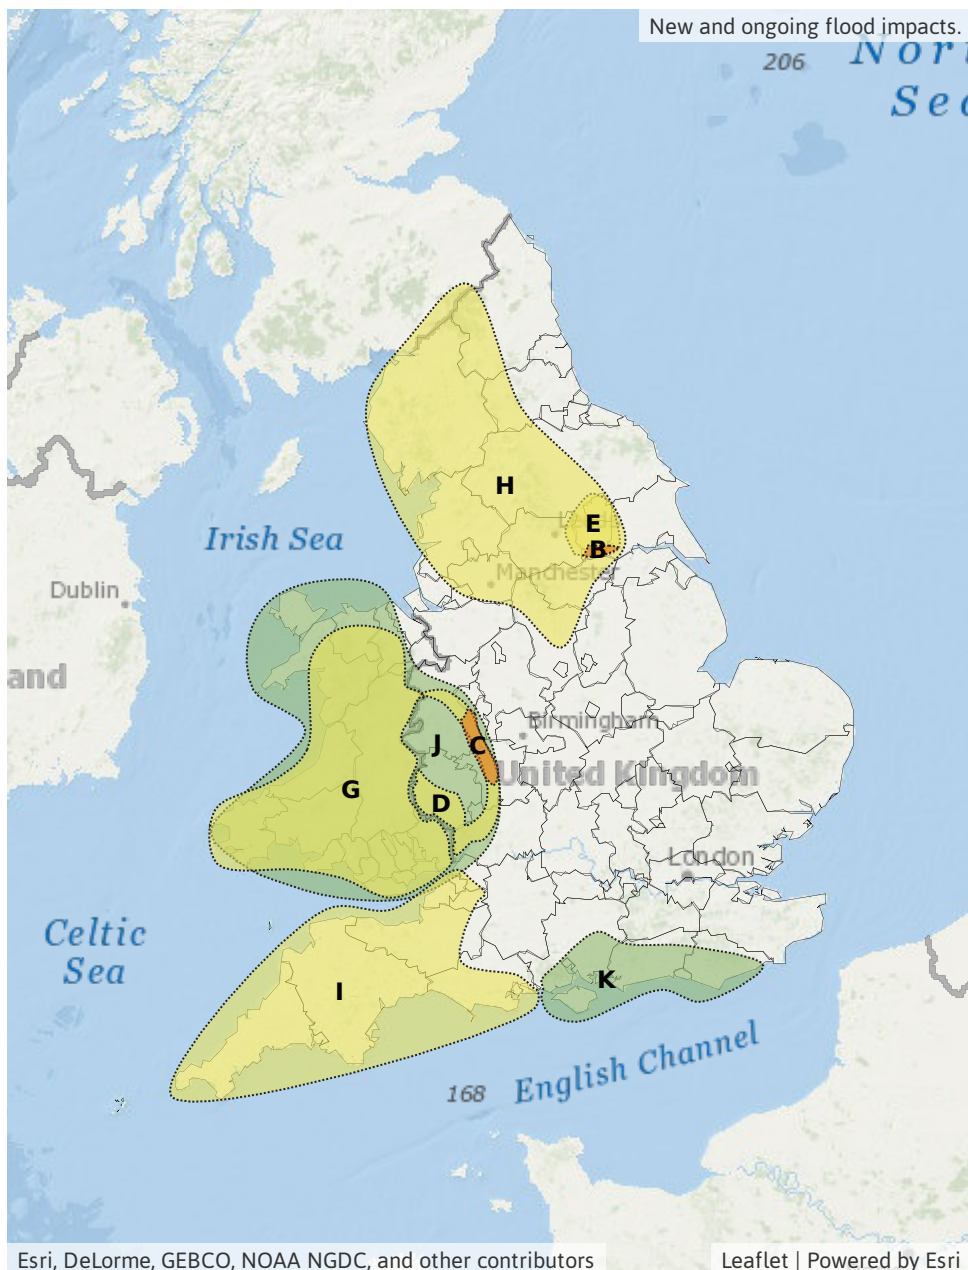 New and ongoing flood impacts.
206
Nor
Sec
H
E
B
Manchester
Irish Sea
Dublin
and
Birmingham
J
C
United Kingdom
G
D
London
Celtic
Sea
I
K
English Channel
168
Esri, DeLorme, GEBCO, NOAA NGDC, and other contributors
Leaflet | Powered by Esri